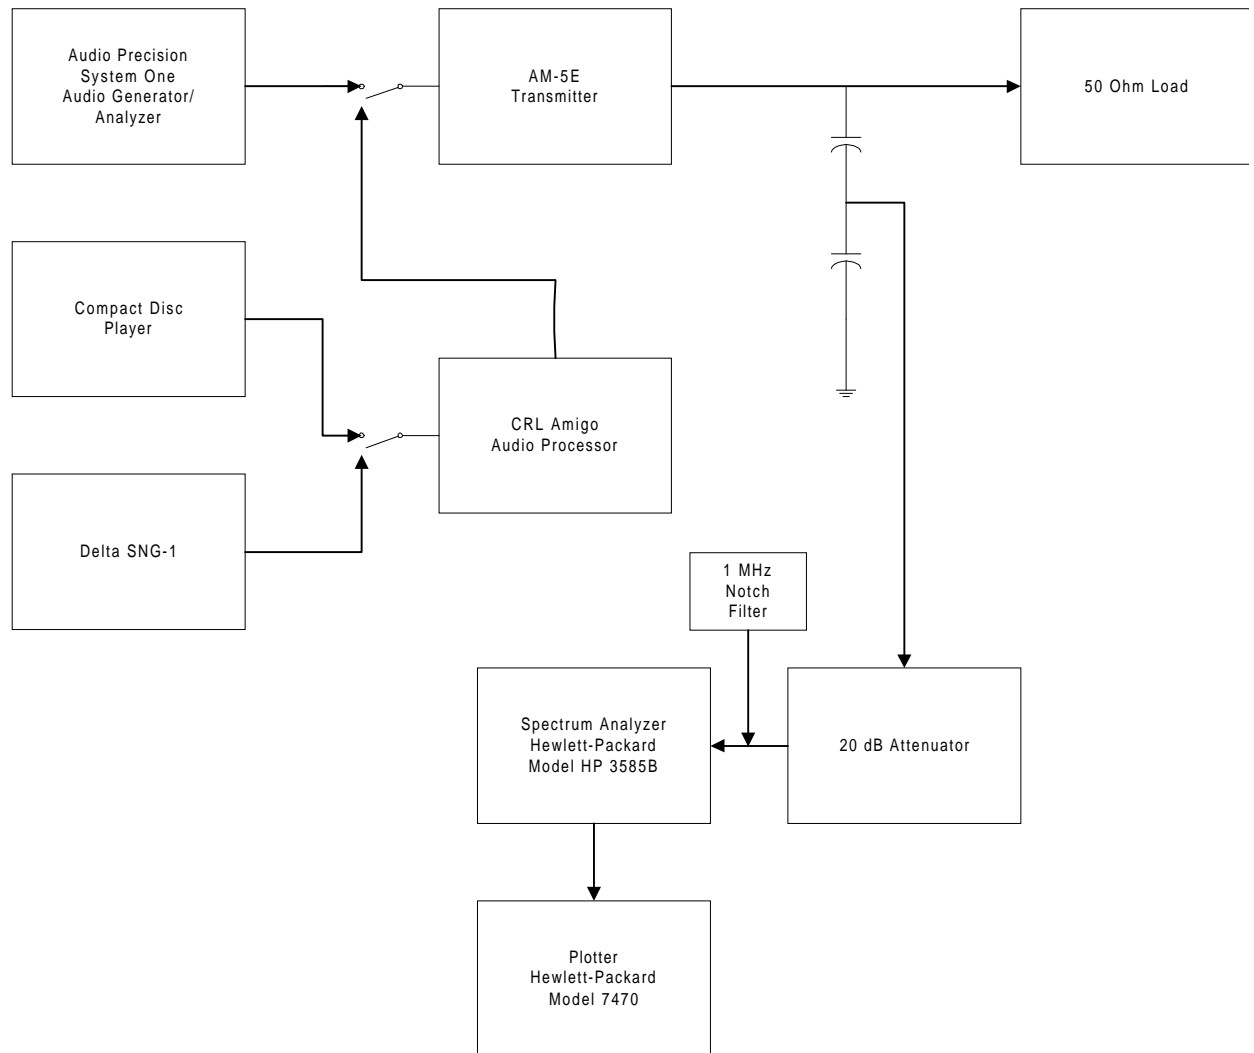 Audio Precision
System One
Audio Generator/
Analyzer
AM-5E
Transmitter
50 Ohm Load
Compact Disc
Player
CRL Amigo
Audio Processor
Delta SNG-1
1 MHz
Notch
Filter
Spectrum Analyzer
Hewlett-Packard
Model HP 3585B
20 dB Attenuator
Plotter
Hewlett-Packard
Model 7470